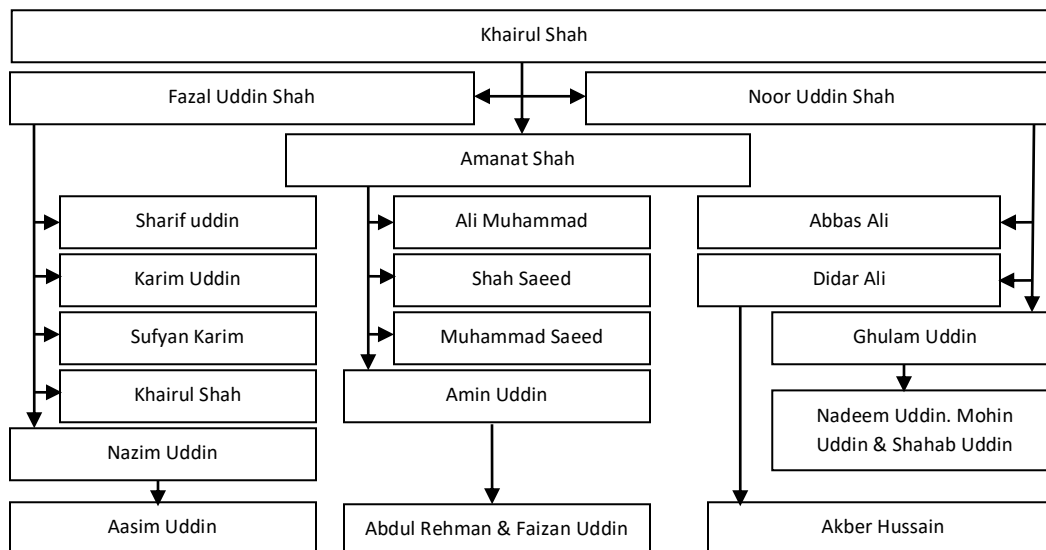 Khairul Shah
Fazal Uddin Shah
Noor Uddin Shah
Amanat Shah
Sharif uddin
Ali Muhammad
Abbas Ali
Karim Uddin
Shah Saeed
Didar Ali
Sufyan Karim
Muhammad Saeed
Ghulam Uddin
Khairul Shah
Amin Uddin
Nadeem Uddin. Mohin
Uddin & Shahab Uddin
Nazim Uddin
Aasim Uddin
Abdul Rehman & Faizan Uddin
Akber Hussain